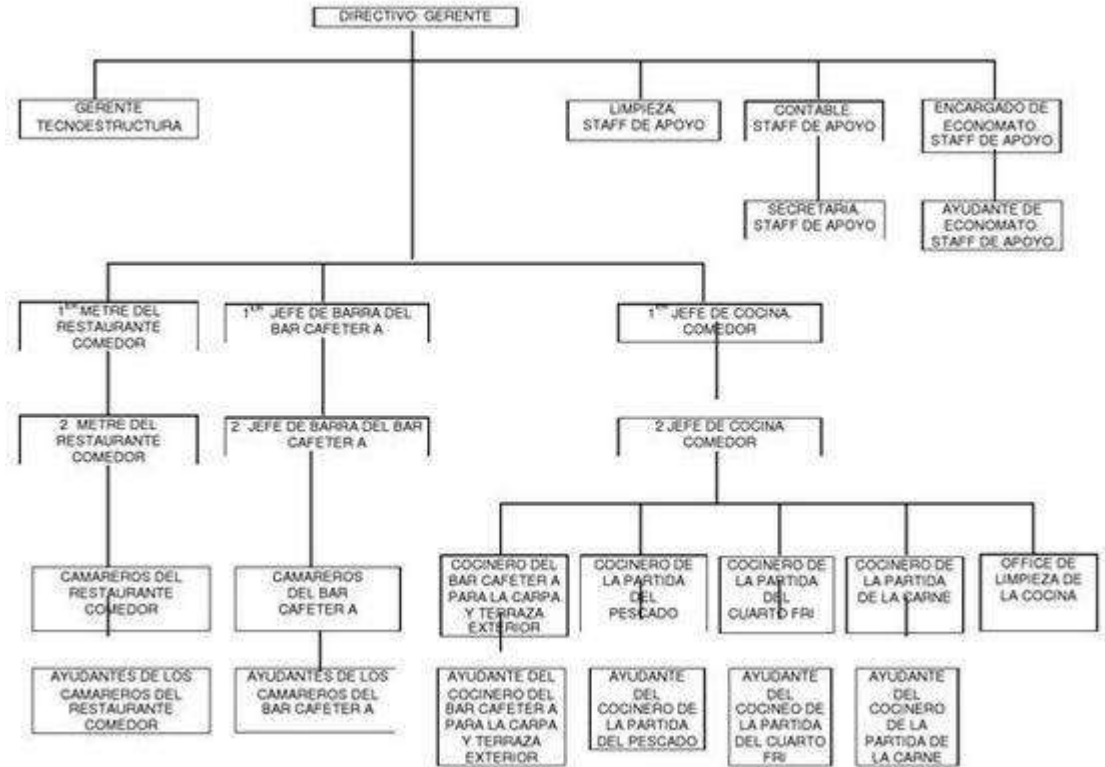 DIRECTIVO GERENTE
GERENTE
TECNOESTRUCTURA
LIMPIEZA
STAFF DE APOYO
CONTABLE
STAFF DE APOYO
ENCARGADO DE
ECONOMATO
STAFF DE APOYO
SECRETARIA
STAFF DE APOYO
AYUDANTE DE
ECONOMATO
STAFF DE APOYO
1ER METRE DEL
RESTAURANTE
COMEDOR
1ER JEFE DE BARRA DEL
BAR CAFETER A
1ER JEFE DE COCINA
COMEDOR
2 METRE DEL
RESTAURANTE
COMEDOR
2 JEFE DE BARRA DEL BAR
CAFETER A
2 JEFE DE COCINA
COMEDOR
CAMAREROS DEL
RESTAURANTE
COMEDOR
CAMAREROS
DEL BAR
CAFETER A
COCINERO DEL
BAR CAFETER A
PARA LA CARPA
Y TERRAZA
EXTERIOR
COCINERO DE
LA PARTIDA
DEL
PESCADO
COCINERO DE
LA PARTIDA
DEL
CUARTO FRI
COCINERO DE
LA PARTIDA
DE LA CARNE
OFFICE DE
LIMPIEZA DE
LA COCINA
AYUDANTES DE LOS
CAMAREROS DEL
RESTAURANTE
COMEDOR
AYUDANTES DE LOS
CAMAREROS DEL
BAR CAFETER A
AYUDANTE DEL
COCINERO DEL
BAR CAFETER A
PARA LA CARPA
Y TERRAZA
EXTERIOR
AYUDANTE
DEL
COCINERO DE
LA PARTIDA
DEL PESCADO
AYUDANTE
DEL
COCINEO DE
LA PARTIDA
DEL CUARTO
FRI
AYUDANTE
DEL
COCINERO
DE LA
PARTIDA DE
LA CARNE